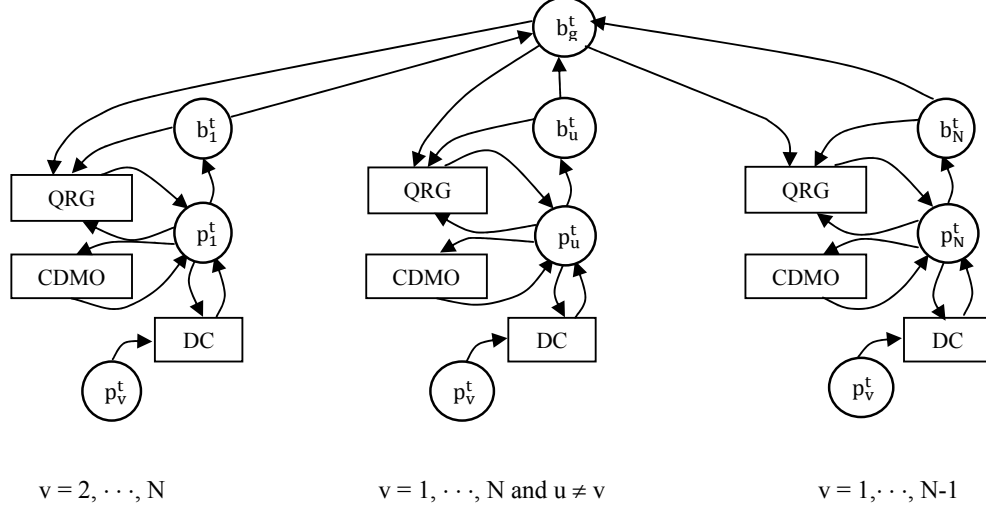 b_g^t
b_1^t
b_u^t
b_N^t
QRG
QRG
QRG
p_1^t
p_u^t
p_N^t
CDMO
CDMO
CDMO
DC
DC
DC
p_v^t
p_v^t
p_v^t
v = 2, · · ·, N
v = 1, · · ·, N and u ≠ v
v = 1,· · ·, N-1